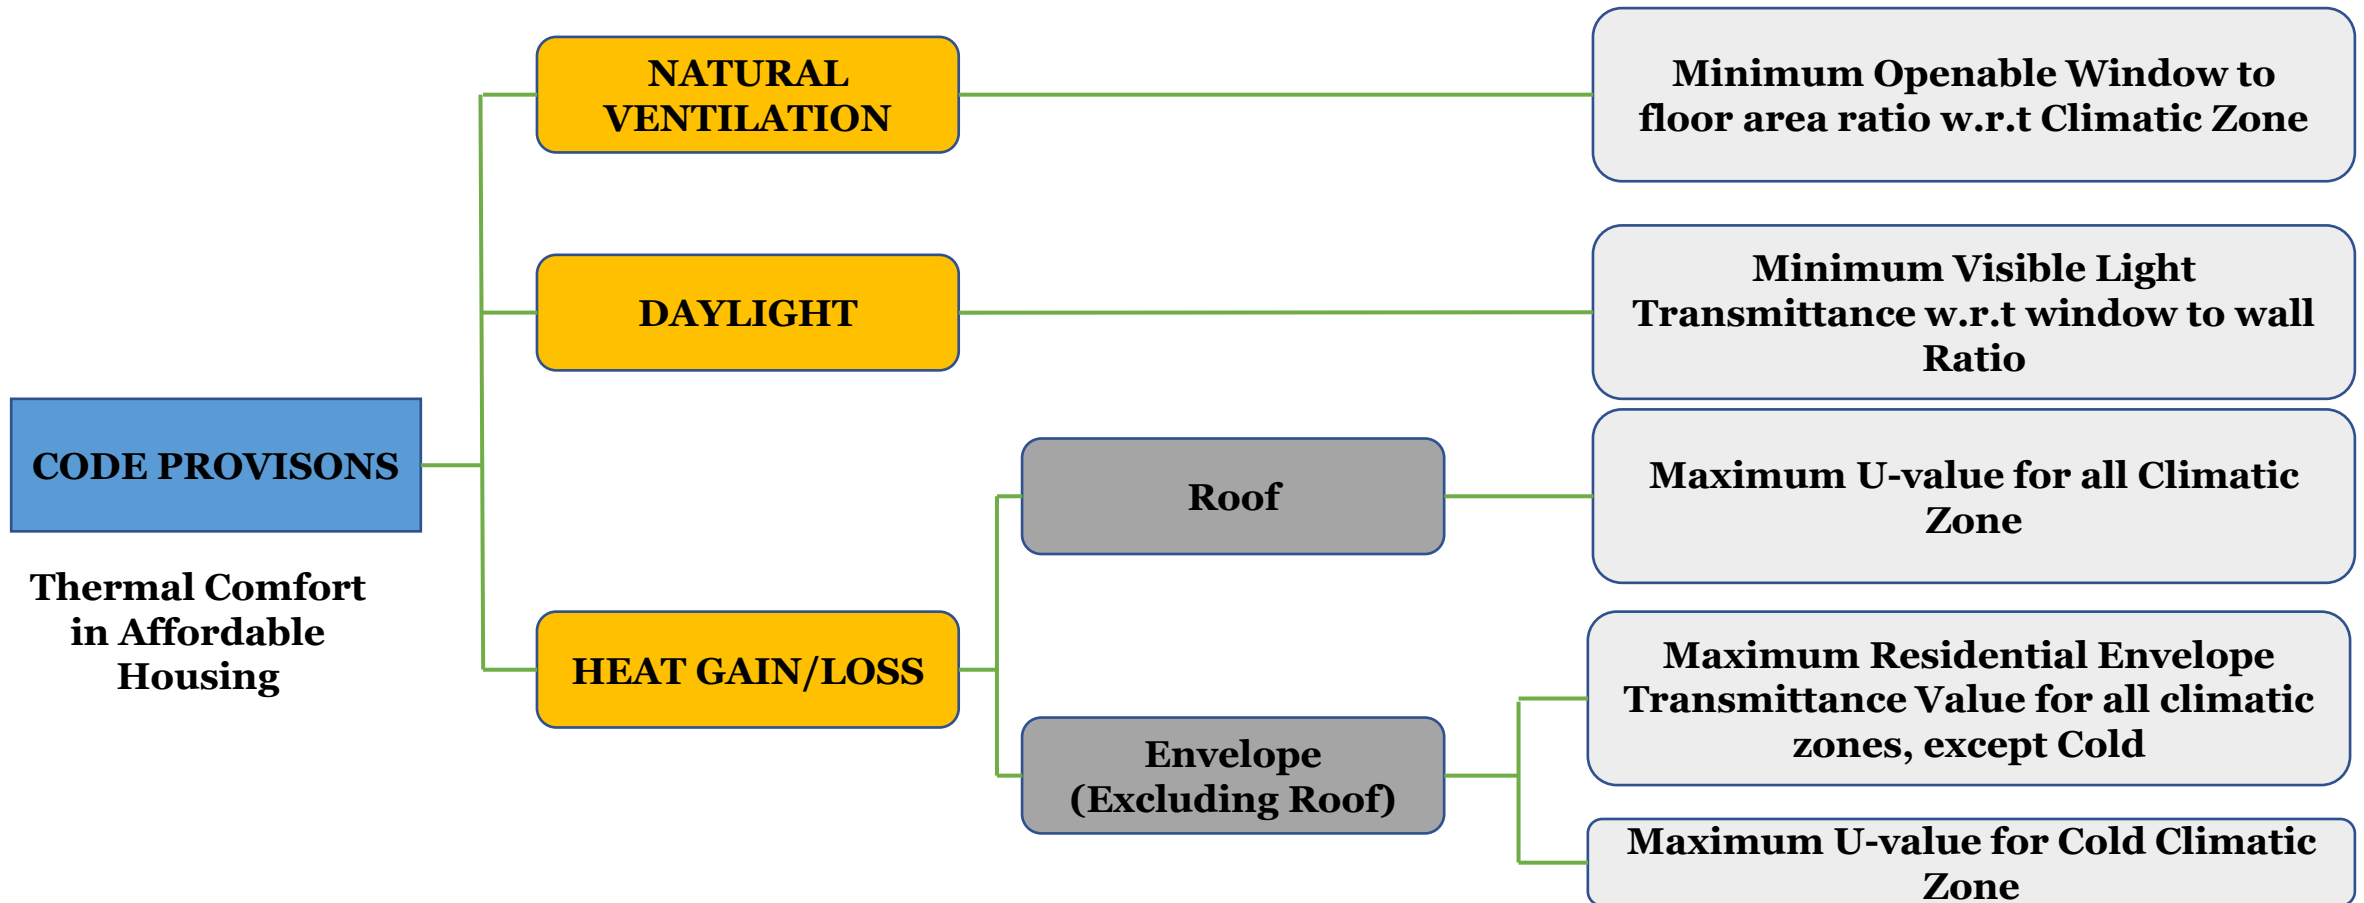 NATURAL
VENTILATION
Minimum Openable Window to
floor area ratio w.r.t Climatic Zone
DAYLIGHT
Minimum Visible Light
Transmittance w.r.t window to wall
Ratio
CODE PROVISONS
Thermal Comfort
in Affordable
Housing
HEAT GAIN/LOSS
Roof
Maximum U-value for all Climatic
Zone
Envelope
(Excluding Roof)
Maximum Residential Envelope
Transmittance Value for all climatic
zones, except Cold
Maximum U-value for Cold Climatic
Zone